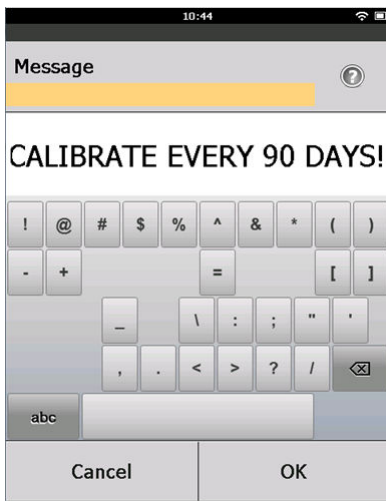 10:44
Message
?
CALIBRATE EVERY 90 DAYS!
! @ # $ % ^ & * ( )
- + = [ ]
_ \ : ; " '
, . < > ? /
abc
Cancel OK